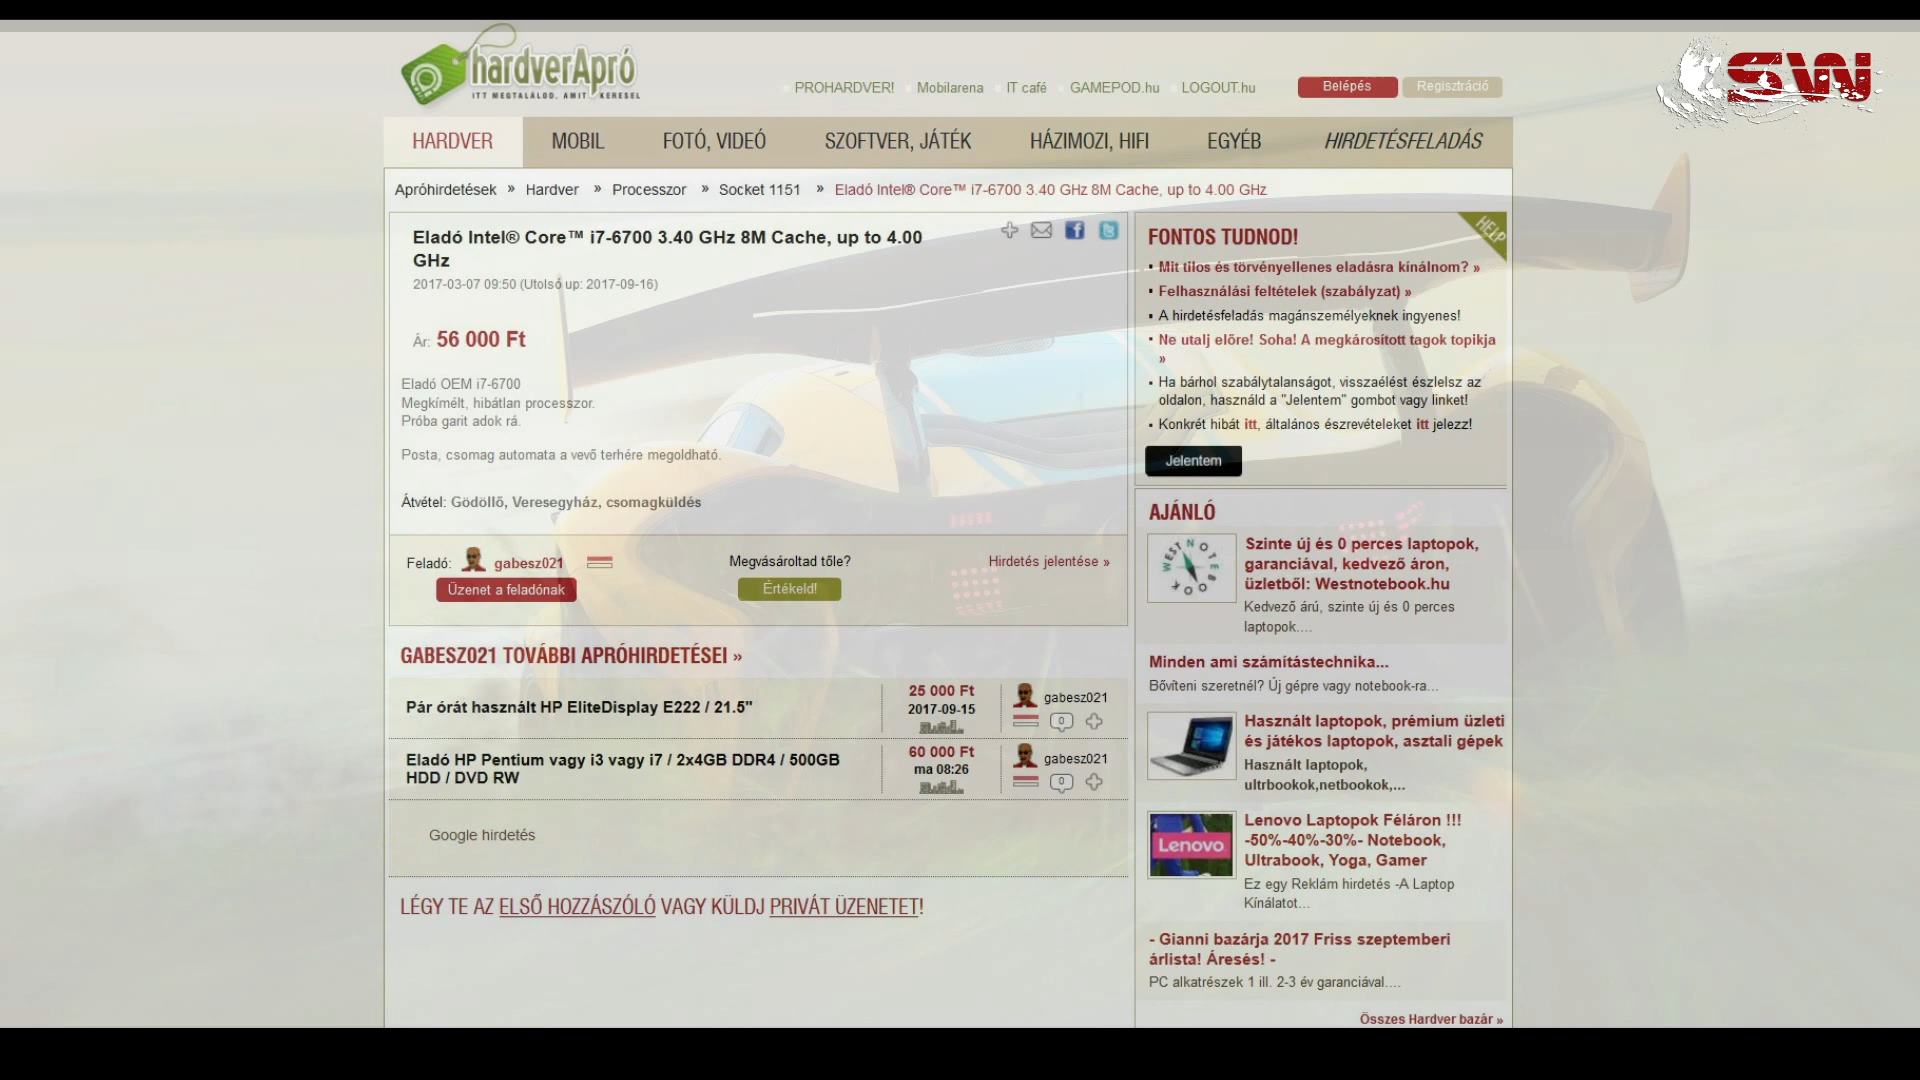 hardverApró
ITT MEGTALÁLOD, AMIT KERESEL
PROHARDVER! Mobilarena IT café GAMEPOD.hu LOGOUT.hu
Belépés Regisztráció
SW
HARDVER MOBIL FOTÓ, VIDEÓ SZOFTVER, JÁTÉK HÁZIMOZI, HIFI EGYÉB HIRDETÉSFELADÁS
Apróhirdetések » Hardver » Processzor » Socket 1151 » Eladó Intel® Core™ i7-6700 3.40 GHz 8M Cache, up to 4.00 GHz
Eladó Intel® Core™ i7-6700 3.40 GHz 8M Cache, up to 4.00
GHz
2017-03-07 09:50 (Utolsó up: 2017-09-16)
Ár: 56 000 Ft
Eladó OEM i7-6700
Megkímélt, hibátlan processzor.
Próba garit adok rá.
Posta, csomag automata a vevő terhére megoldható.
Átvétel: Gödöllő, Veresegyház, csomagküldés
Feladó: gabesz021
Üzenet a feladónak
Megvásároltad tőle?
Értékeld!
Hirdetés jelentése »
GABESZ021 TOVÁBBI APRÓHIRDETÉSEI »
Pár órát használt HP EliteDisplay E222 / 21.5"
25 000 Ft
2017-09-15
gabesz021
0
Eladó HP Pentium vagy i3 vagy i7 / 2x4GB DDR4 / 500GB
HDD / DVD RW
60 000 Ft
ma 08:26
gabesz021
0
Google hirdetés
LÉGY TE AZ ELSŐ HOZZÁSZÓLÓ VAGY KÜLDJ PRIVÁT ÜZENETET!
HELP
FONTOS TUDNOD!
Mit tilos és törvényellenes eladásra kínálnom? »
Felhasználási feltételek (szabályzat) »
A hirdetésfeladás magánszemélyeknek ingyenes!
Ne utalj előre! Soha! A megkárosított tagok topikja
»
Ha bárhol szabálytalanságot, visszaélést észlelsz az
oldalon, használd a "Jelentem" gombot vagy linket!
Konkrét hibát itt, általános észrevételeket itt jelezz!
Jelentem
AJÁNLÓ
WESTNOTEBOOK
Szinte új és 0 perces laptopok,
garanciával, kedvező áron,
üzletből: Westnotebook.hu
Kedvező árú, szinte új és 0 perces
laptopok....
Minden ami számítástechnika...
Bővíteni szeretnél? Új gépre vagy notebook-ra...
Használt laptopok, prémium üzleti
és játékos laptopok, asztali gépek
Használt laptopok,
ultrbookok,netbookok,...
Lenovo
Lenovo Laptopok Féláron !!!
-50%-40%-30%- Notebook,
Ultrabook, Yoga, Gamer
Ez egy Reklám hirdetés -A Laptop
Kínálatot...
- Gianni bazárja 2017 Friss szeptemberi
árlista! Áresés! -
PC alkatrészek 1 ill. 2-3 év garanciával....
Összes Hardver bazár »